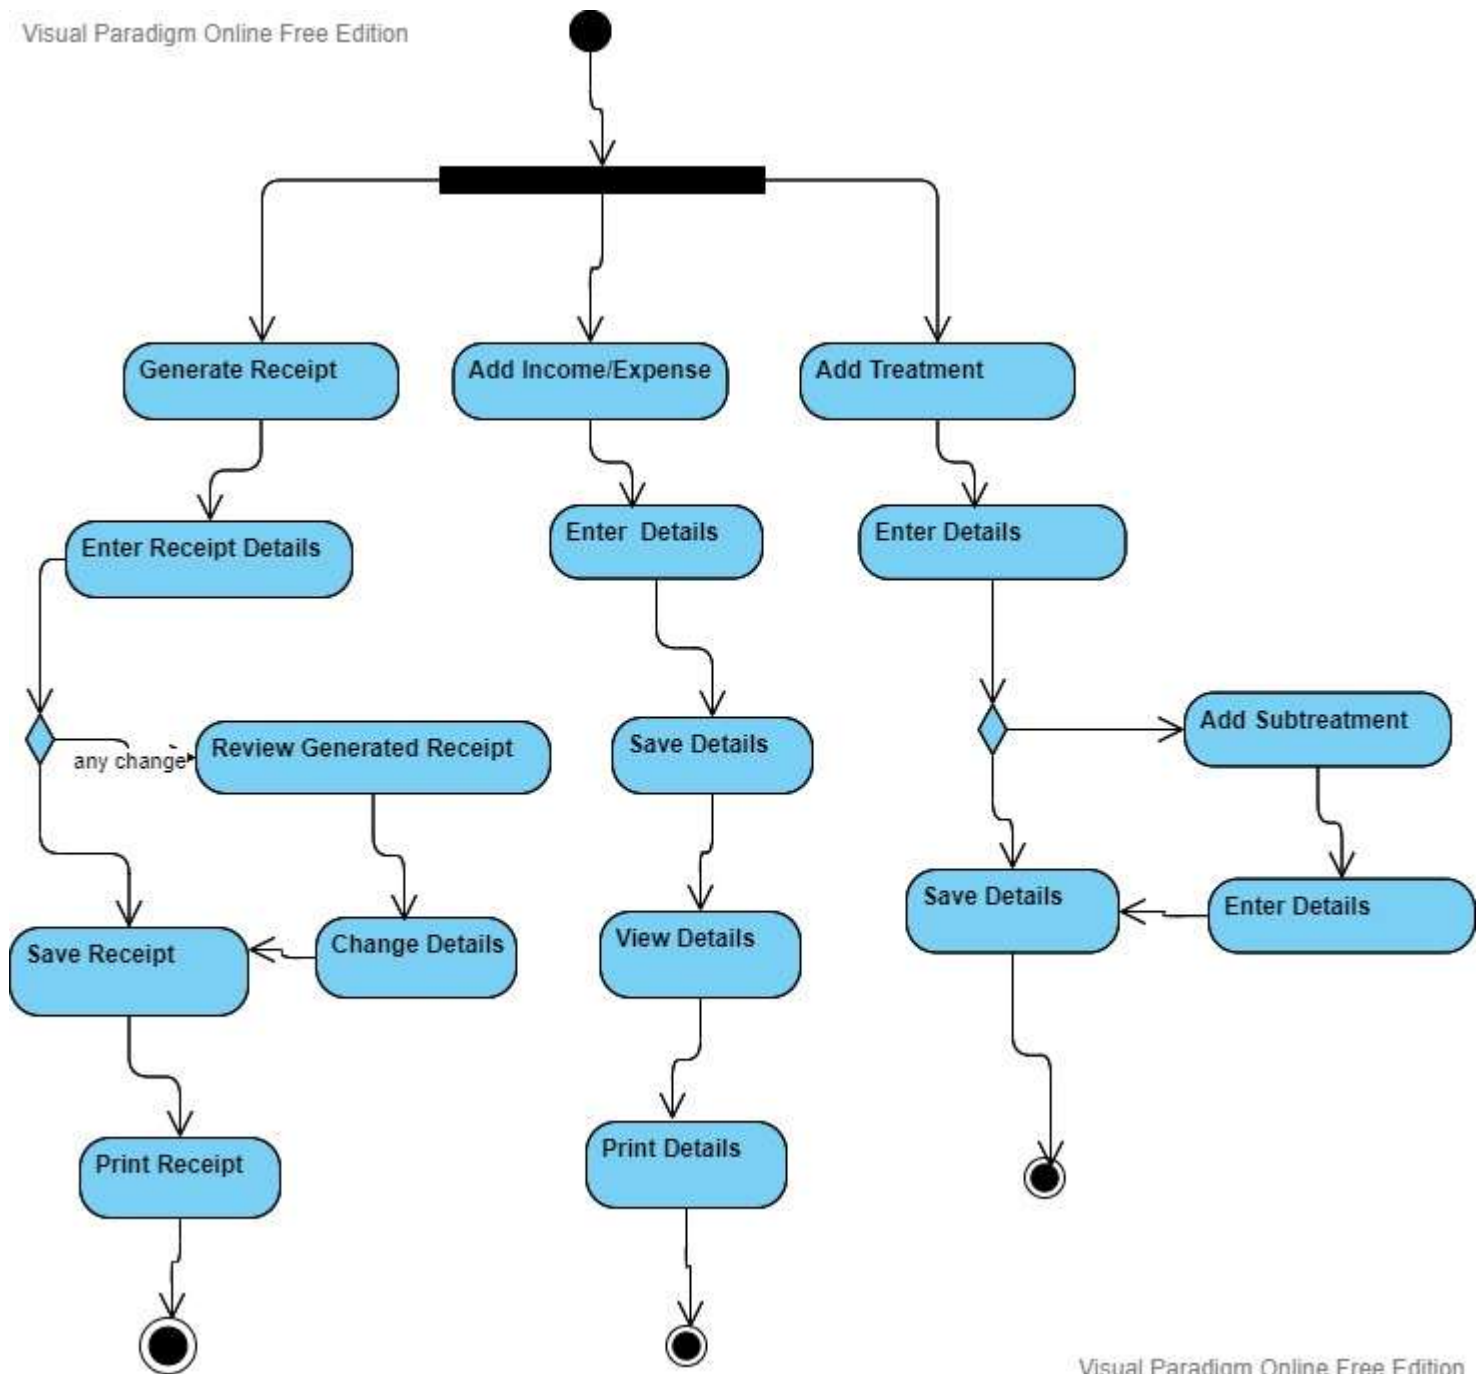 Visual Paradigm Online Free Edition
Generate Receipt
Add Income/Expense
Add Treatment
Enter Receipt Details
Enter  Details
Enter Details
any change
Review Generated Receipt
Save Details
Add Subtreatment
Save Receipt
Change Details
View Details
Save Details
Enter Details
Print Receipt
Print Details
Visual Paradigm Online Free Edition